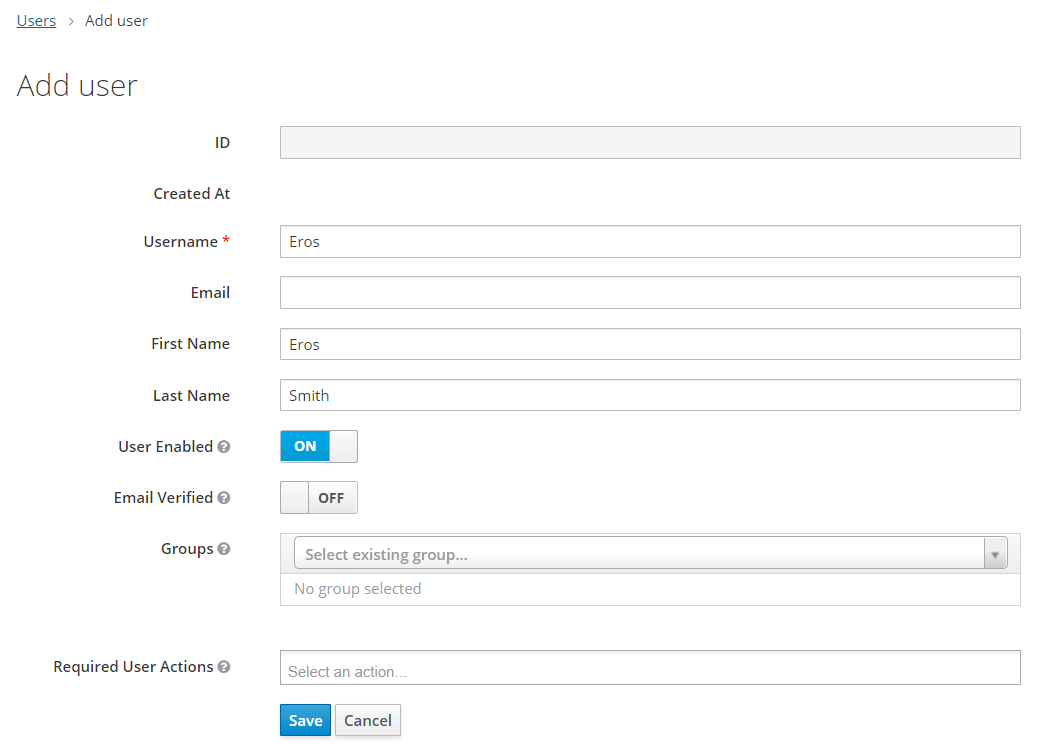 Users > Add user
Add user
ID
Created At
Username * Eros
Email
First Name Eros
Last Name Smith
User Enabled ? ON
Email Verified ? OFF
Groups ? Select existing group...
No group selected
Required User Actions ? Select an action...
Save Cancel